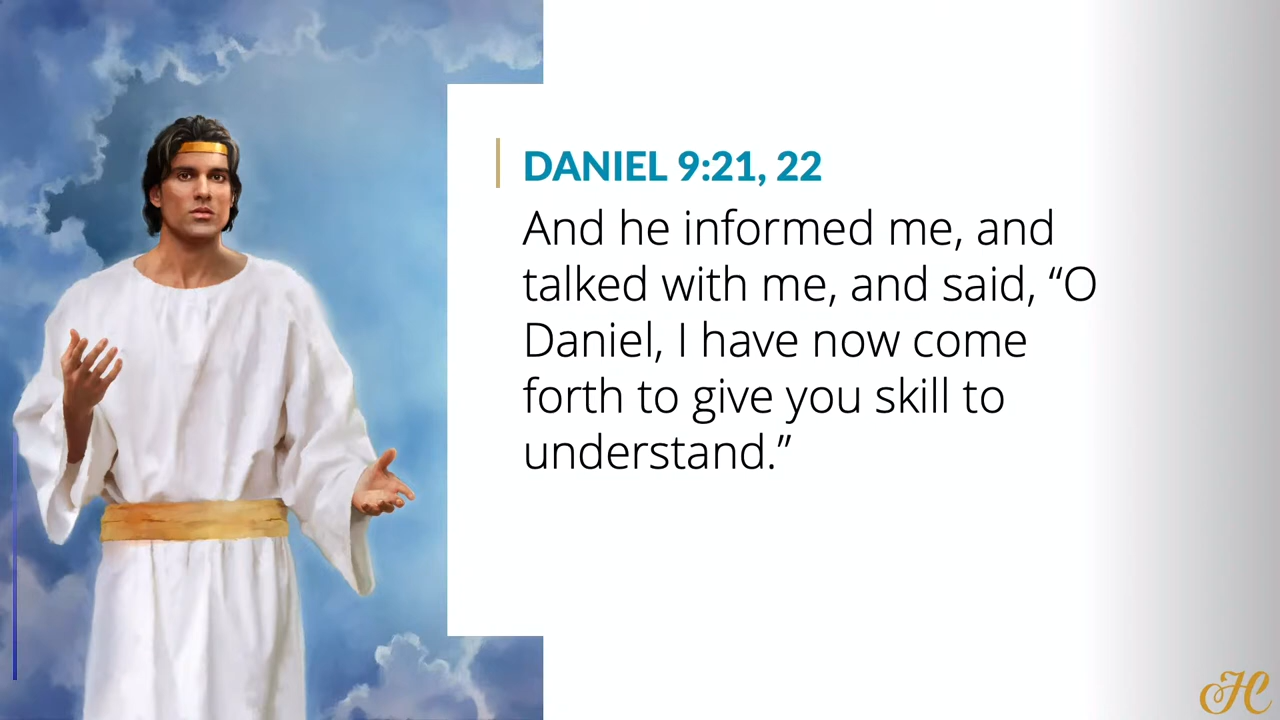 DANIEL 9:21, 22
And he informed me, and
talked with me, and said, “O
Daniel, I have now come
forth to give you skill to
understand.”
HC